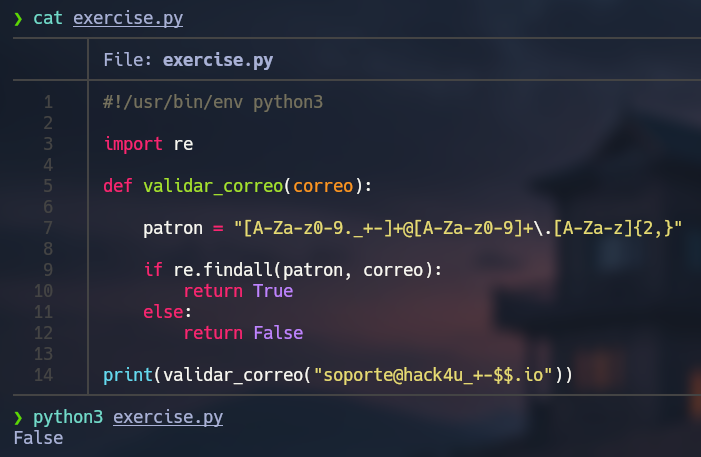 ❯ cat exercise.py
File: exercise.py
1 #!/usr/bin/env python3
2
3 import re
4
5 def validar_correo(correo):
6
7     patron = "[A-Za-z0-9._+-]+@[A-Za-z0-9]+\.[A-Za-z]{2,}"
8
9     if re.findall(patron, correo):
10         return True
11     else:
12         return False
13
14 print(validar_correo("soporte@hack4u_+-$$.io"))
❯ python3 exercise.py
False